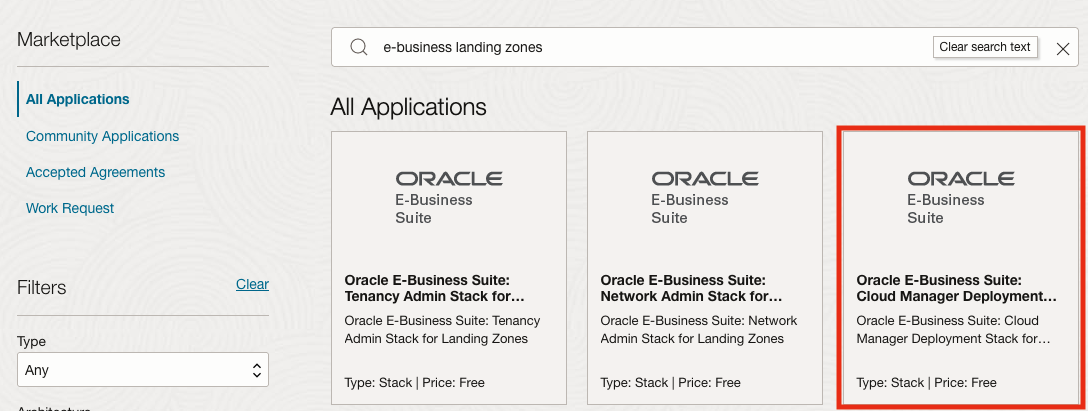 Marketplace
All Applications
Community Applications
Accepted Agreements
Work Request
Filters
Clear
Type
Any
Architecture
e-business landing zones
Clear search text
All Applications
ORACLE
E-Business
Suite
Oracle E-Business Suite:
Tenancy Admin Stack for...
Oracle E-Business Suite: Tenancy
Admin Stack for Landing Zones
Type: Stack | Price: Free
ORACLE
E-Business
Suite
Oracle E-Business Suite:
Network Admin Stack for...
Oracle E-Business Suite: Network
Admin Stack for Landing Zones
Type: Stack | Price: Free
ORACLE
E-Business
Suite
Oracle E-Business Suite:
Cloud Manager Deployment...
Oracle E-Business Suite: Cloud
Manager Deployment Stack for...
Type: Stack | Price: Free